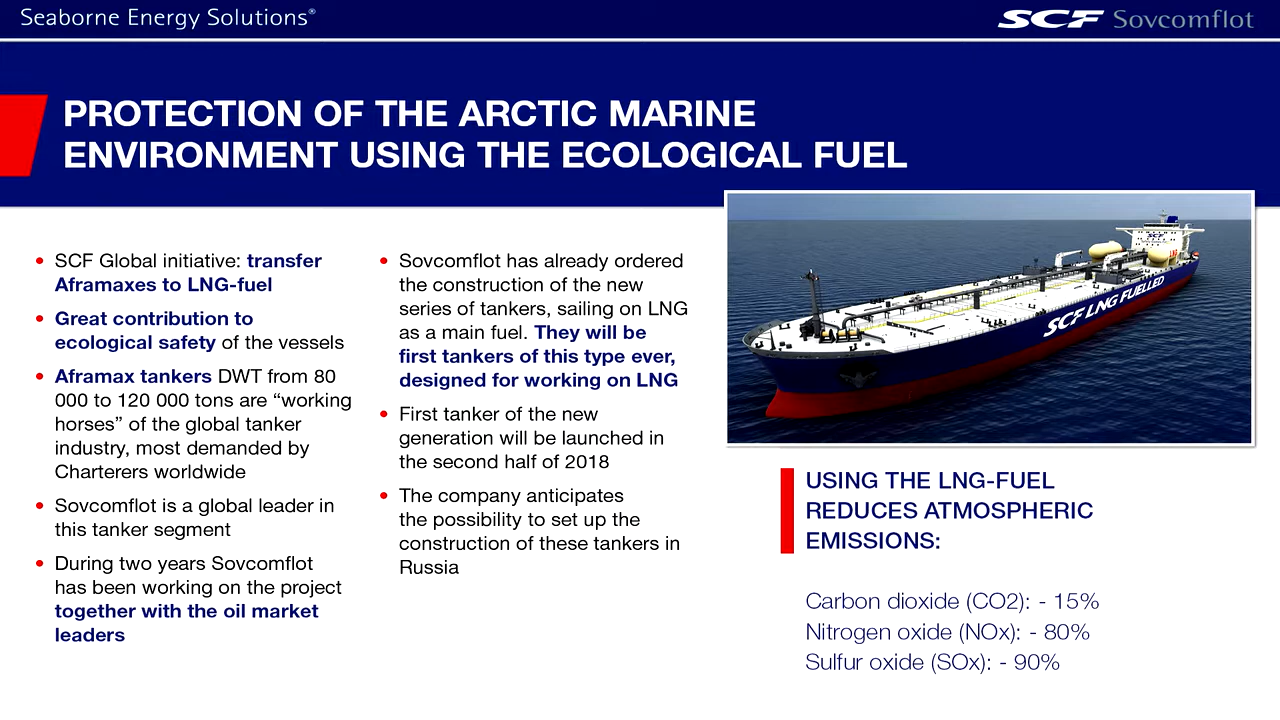 Seaborne Energy Solutions®
SCF Sovcomflot
PROTECTION OF THE ARCTIC MARINE
ENVIRONMENT USING THE ECOLOGICAL FUEL
• SCF Global initiative: transfer
Aframaxes to LNG-fuel
• Great contribution to
ecological safety of the vessels
• Aframax tankers DWT from 80
000 to 120 000 tons are “working
horses” of the global tanker
industry, most demanded by
Charterers worldwide
• Sovcomflot is a global leader in
this tanker segment
• During two years Sovcomflot
has been working on the project
together with the oil market
leaders
• Sovcomflot has already ordered
the construction of the new
series of tankers, sailing on LNG
as a main fuel. They will be
first tankers of this type ever,
designed for working on LNG
• First tanker of the new
generation will be launched in
the second half of 2018
• The company anticipates
the possibility to set up the
construction of these tankers in
Russia
SCF
LNG
SCF LNG FUELLED
USING THE LNG-FUEL
REDUCES ATMOSPHERIC
EMISSIONS:
Carbon dioxide (CO2): - 15%
Nitrogen oxide (NOx): - 80%
Sulfur oxide (SOx): - 90%